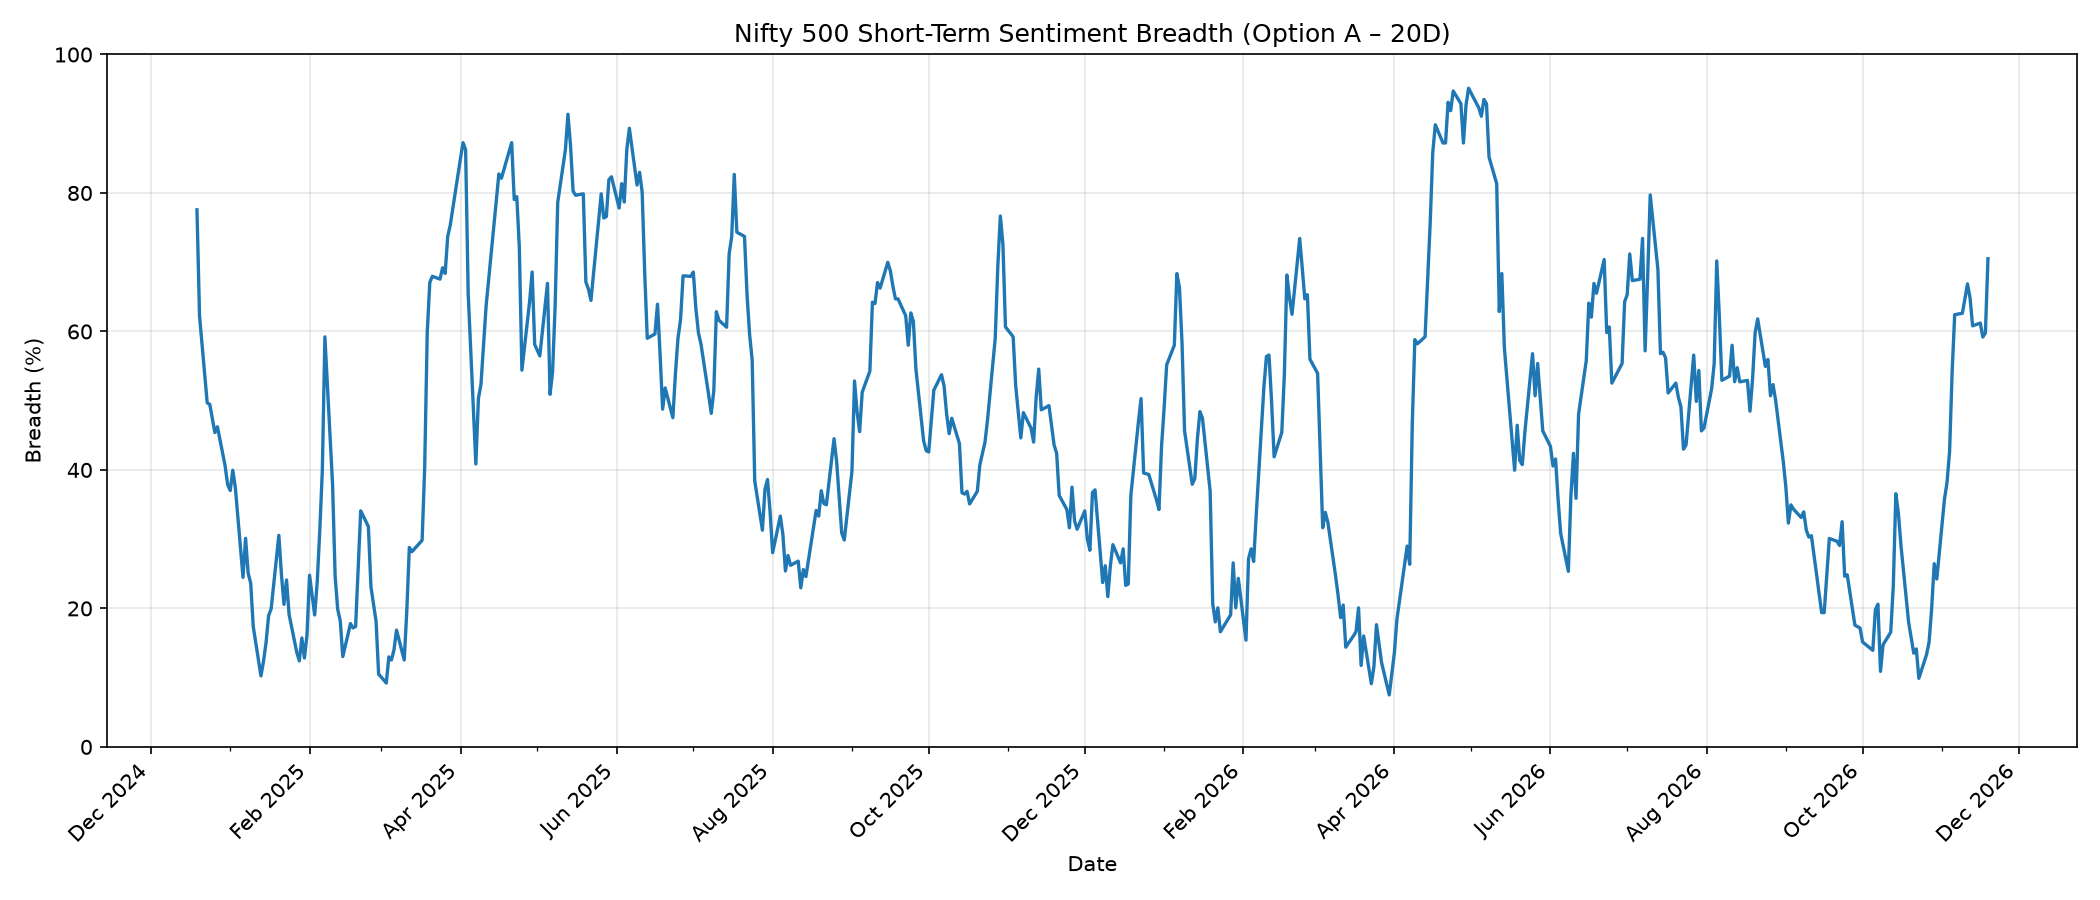 Nifty 500 Short-Term Sentiment Breadth (Option A – 20D)
100
80
60
40
20
0
Breadth (%)
Dec 2024
Feb 2025
Apr 2025
Jun 2025
Aug 2025
Oct 2025
Dec 2025
Feb 2026
Apr 2026
Jun 2026
Aug 2026
Oct 2026
Dec 2026
Date